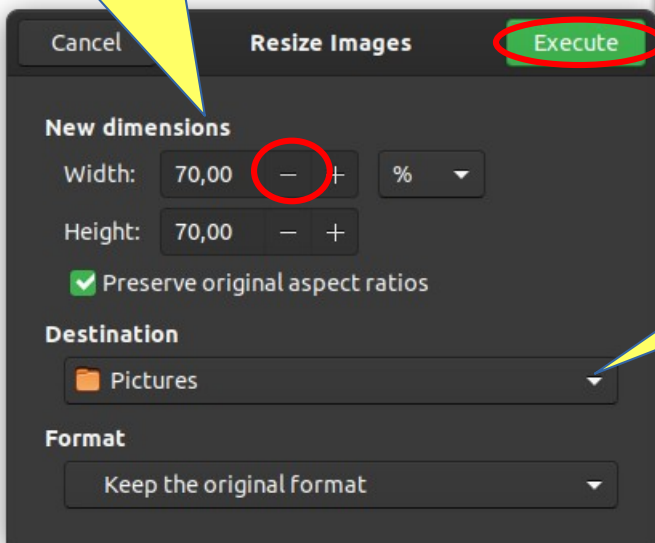 Cancel Resize Images Execute
New dimensions
Width: 70,00 − + %
Height: 70,00 − +
Preserve original aspect ratios
Destination
Pictures
Format
Keep the original format